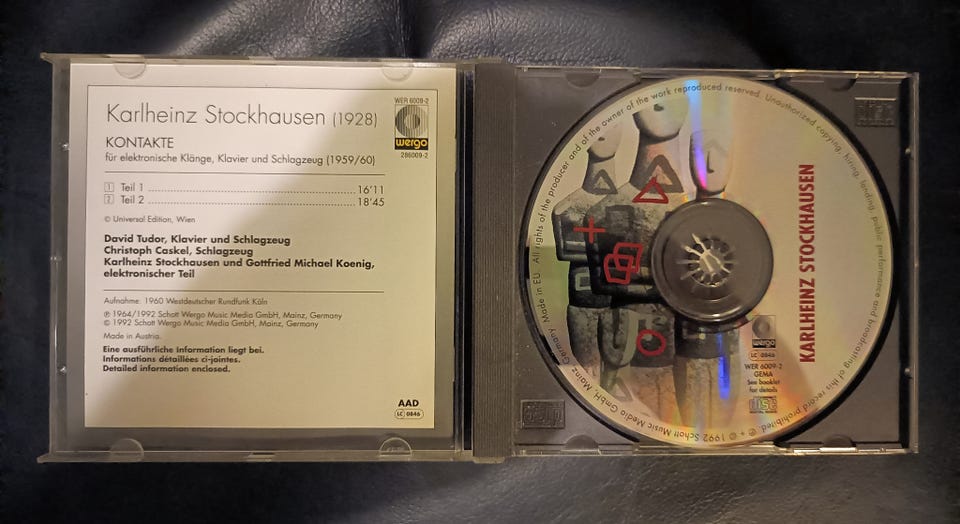 Karlheinz Stockhausen (1928)
WER 6009-2
wergo
286009-2
KONTAKTE
für elektronische Klänge, Klavier und Schlagzeug (1959/60)
1 Teil 1 ........ 16'11
2 Teil 2 ........ 18'45
© Universal Edition, Wien
David Tudor, Klavier und Schlagzeug
Christoph Caskel, Schlagzeug
Karlheinz Stockhausen und Gottfried Michael Koenig,
elektronischer Teil
Aufnahme: 1960 Westdeutscher Rundfunk Köln
℗ 1964/1992 Schott Wergo Music Media GmbH, Mainz, Germany
© 1992 Schott Wergo Music Media GmbH, Mainz, Germany
Made in Austria.
Eine ausführliche Information liegt bei.
Informations détaillées ci-jointes.
Detailed information enclosed.
AAD
LC 0846
℗ + © 1992 Schott Music Media GmbH, Mainz, Germany. Made in EU. All rights of the producer and of the owner of the work reproduced reserved. Unauthorized copying, hiring, lending, public performance and broadcasting of this record prohibited.
KARLHEINZ STOCKHAUSEN
wergo
LC 0846
WER 6009-2
GEMA
See booklet
for details
COMPACT
disc
DIGITAL AUDIO